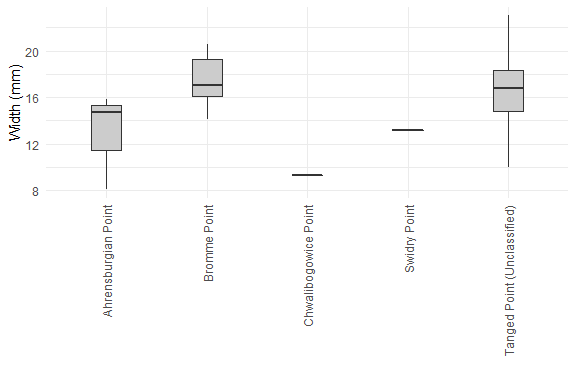 Width (mm)
20
16
12
8
Ahrensburgian Point
Bromme Point
Chwalibogowice Point
Swidry Point
Tanged Point (Unclassified)